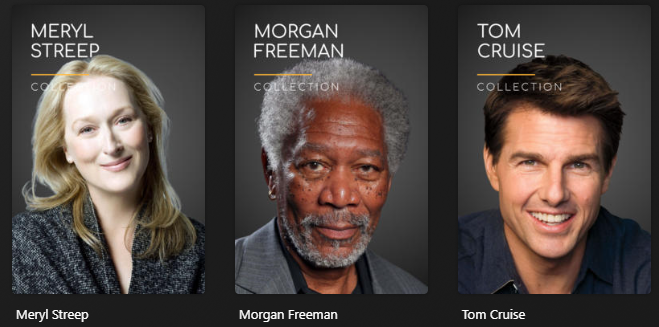 MERYL
STREEP
COLLECTION
Meryl Streep
MORGAN
FREEMAN
COLLECTION
Morgan Freeman
TOM
CRUISE
COLLECTION
Tom Cruise